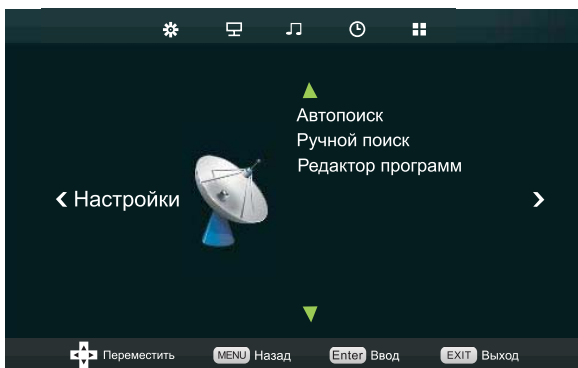 Автопоиск
Ручной поиск
Редактор программ
Настройки
Переместить MENU Назад Enter Ввод EXIT Выход